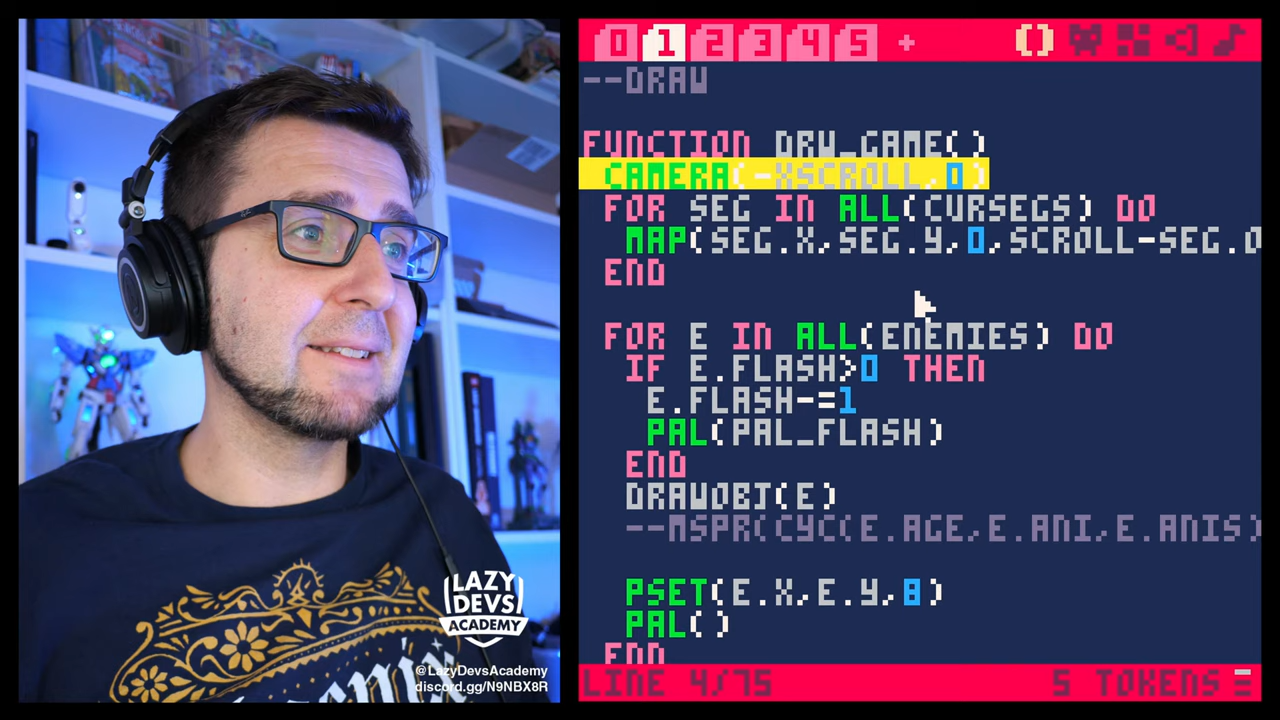 LAZY
DEVS
ACADEMY
@LazyDevsAcademy
discord.gg/N9NBX8R
0 1 2 3 4 5 +
--DRAW
FUNCTION DRW_GAME()
CAMERA(-XSCROLL,0)
FOR SEG IN ALL(CURSEGS) DO
MAP(SEG.X,SEG.Y,0,SCROLL-SEG.O
END
FOR E IN ALL(ENEMIES) DO
IF E.FLASH>0 THEN
E.FLASH-=1
PAL(PAL_FLASH)
END
DRAWOBJ(E)
--MSPR(CYC(E.AGE,E.ANI,E.ANIS)
PSET(E.X,E.Y,8)
PAL()
END
LINE 4/75
5 TOKENS